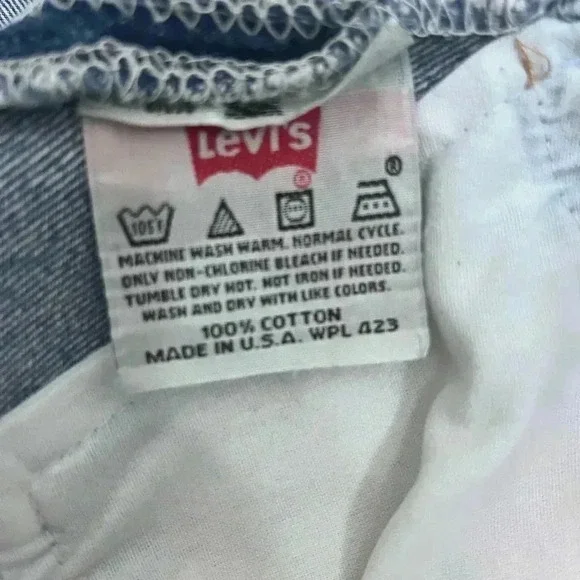 Levi's
®
®
105F
MACHINE WASH WARM. NORMAL CYCLE.
ONLY NON-CHLORINE BLEACH IF NEEDED.
TUMBLE DRY HOT. HOT IRON IF NEEDED.
WASH AND DRY WITH LIKE COLORS.
100% COTTON
MADE IN U.S.A. WPL 423